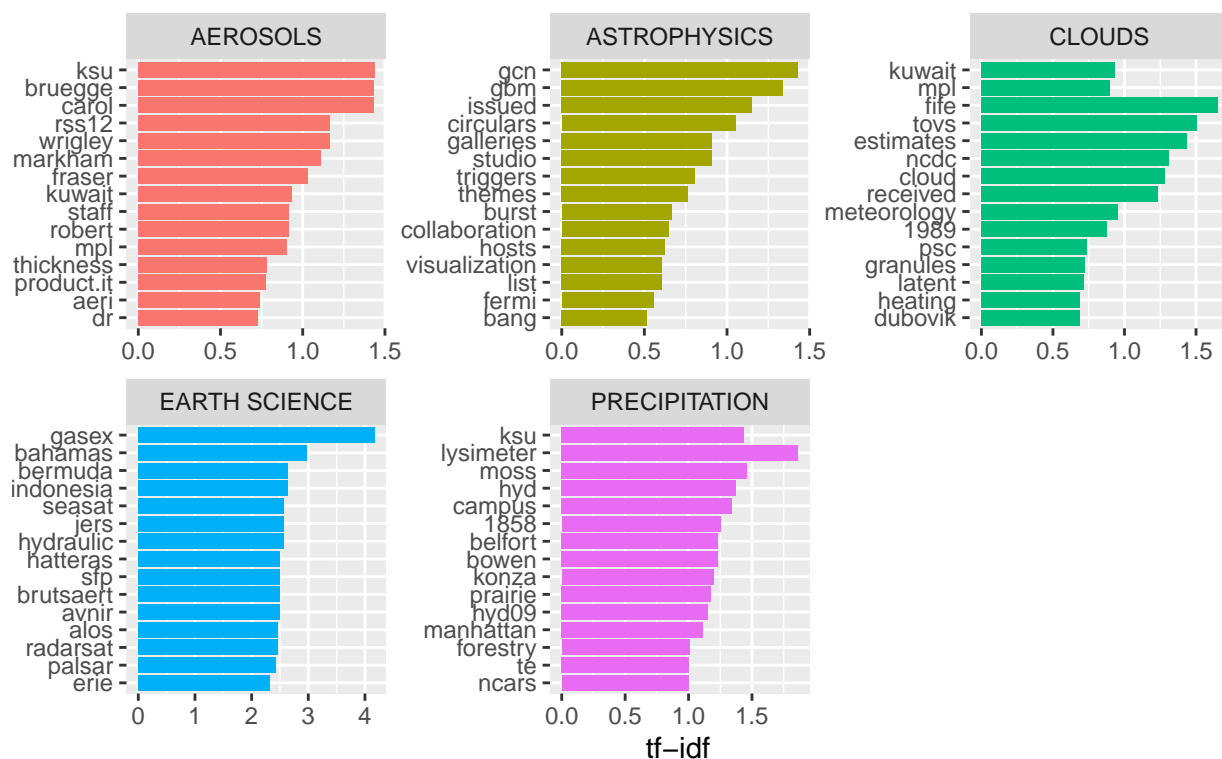 AEROSOLS
ksu
bruegge
carol
rss12
wrigley
markham
fraser
kuwait
staff
robert
mpl
thickness
product.it
aeri
dr
0.0 0.5 1.0 1.5
ASTROPHYSICS
gcn
gbm
issued
circulars
galleries
studio
triggers
themes
burst
collaboration
hosts
visualization
list
fermi
bang
0.0 0.5 1.0 1.5
CLOUDS
kuwait
mpl
fife
tovs
estimates
ncdc
cloud
received
meteorology
1989
psc
granules
latent
heating
dubovik
0.0 0.5 1.0 1.5
EARTH SCIENCE
gasex
bahamas
bermuda
indonesia
seasat
jers
hydraulic
hatteras
sfp
brutsaert
avnir
alos
radarsat
palsar
erie
0 1 2 3 4
PRECIPITATION
ksu
lysimeter
moss
hyd
campus
1858
belfort
bowen
konza
prairie
hyd09
manhattan
forestry
te
ncars
0.0 0.5 1.0 1.5
tf−idf